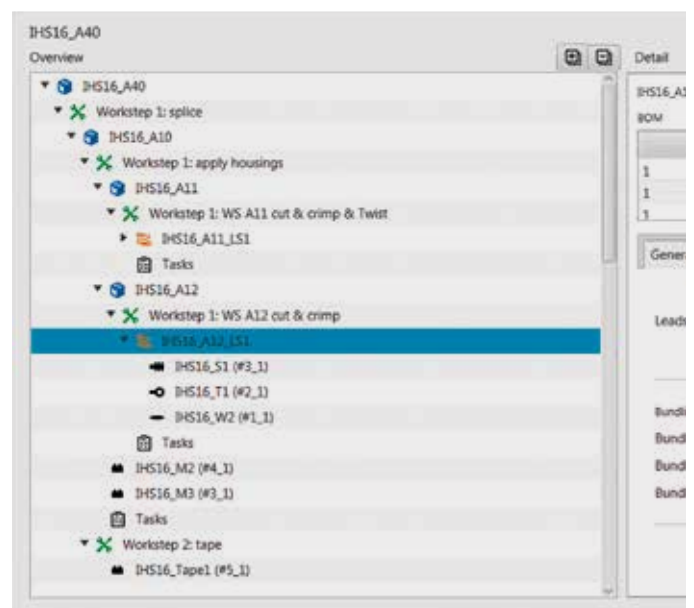 IHS16_A40
Overview
Detail
IHS16_A40
Workstep 1: splice
IHS16_A10
Workstep 1: apply housings
IHS16_A11
Workstep 1: WS A11 cut & crimp & Twist
IHS16_A11_LS1
Tasks
IHS16_A12
Workstep 1: WS A12 cut & crimp
IHS16_A12_LS1
IHS16_S1 (#3_1)
IHS16_T1 (#2_1)
IHS16_W2 (#1_1)
Tasks
IHS16_M2 (#4_1)
IHS16_M3 (#3_1)
Tasks
Workstep 2: tape
IHS16_Tape1 (#5_1)
IHS16_A1
BOM
1
1
1
Genera
Leads
Bundl
Bundl
Bundl
Bundl